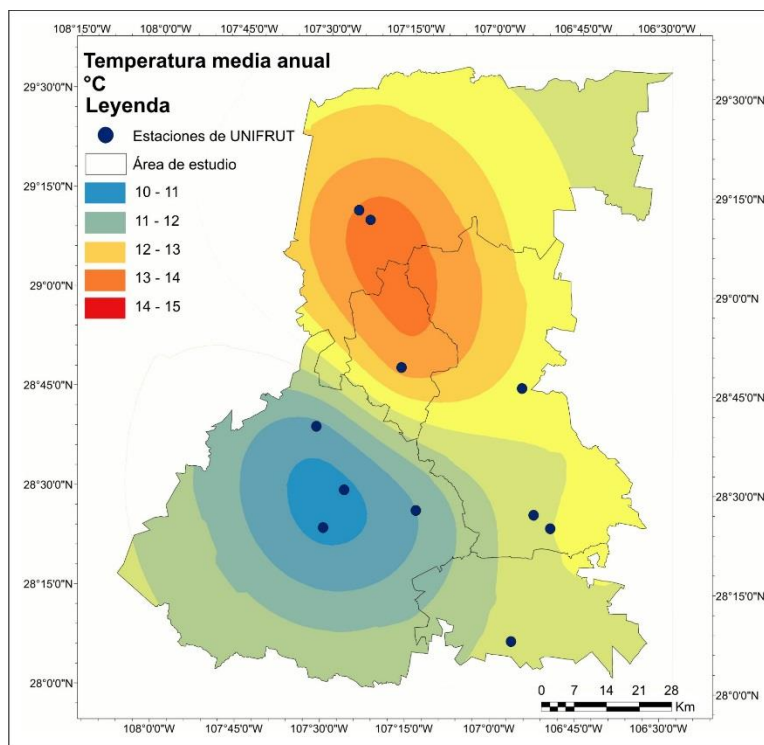 108°15'0"W 108°0'0"W 107°45'0"W 107°30'0"W 107°15'0"W 107°0'0"W 106°45'0"W 106°30'0"W
Temperatura media anual
°C
Leyenda
Estaciones de UNIFRUT
Área de estudio
10 - 11
11 - 12
12 - 13
13 - 14
14 - 15
29°30'0"N 29°30'0"N
29°15'0"N 29°15'0"N
29°0'0"N 29°0'0"N
28°45'0"N 28°45'0"N
28°30'0"N 28°30'0"N
28°15'0"N 28°15'0"N
28°0'0"N 28°0'0"N
0 7 14 21 28
Km
108°0'0"W 107°45'0"W 107°30'0"W 107°15'0"W 107°0'0"W 106°45'0"W 106°30'0"W